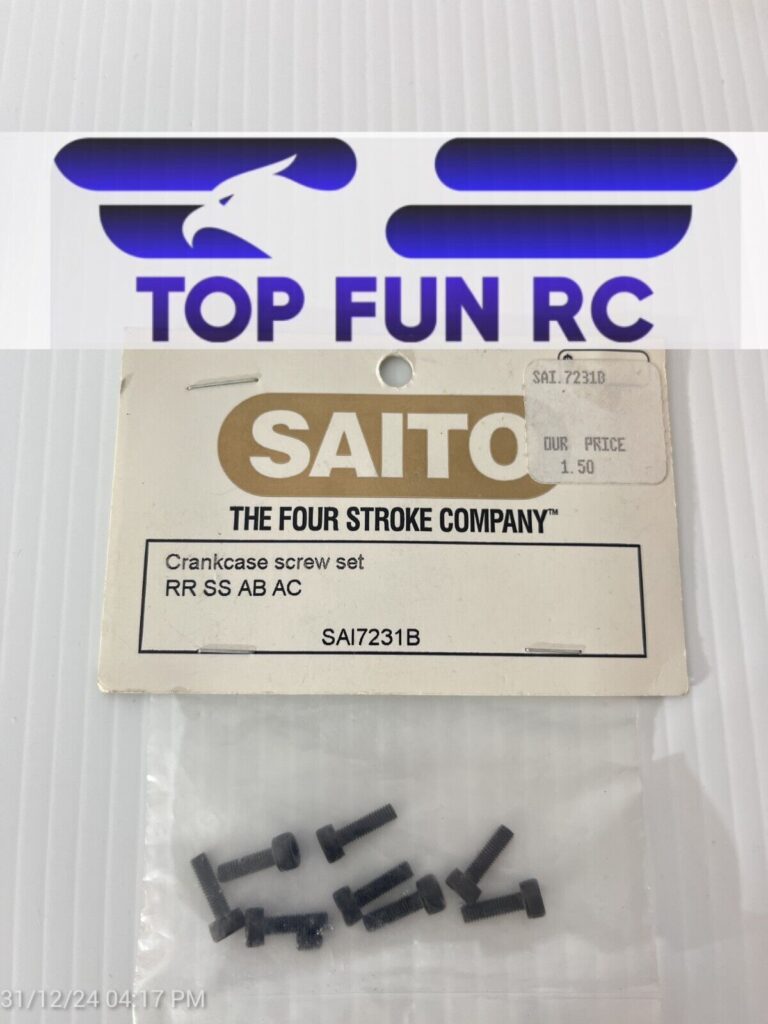 TOP FUN RC
SAI.7231B
OUR PRICE
1.50
SAITO
THE FOUR STROKE COMPANY™
Crankcase screw set
RR SS AB AC
SAI7231B
31/12/24 04:17 PM